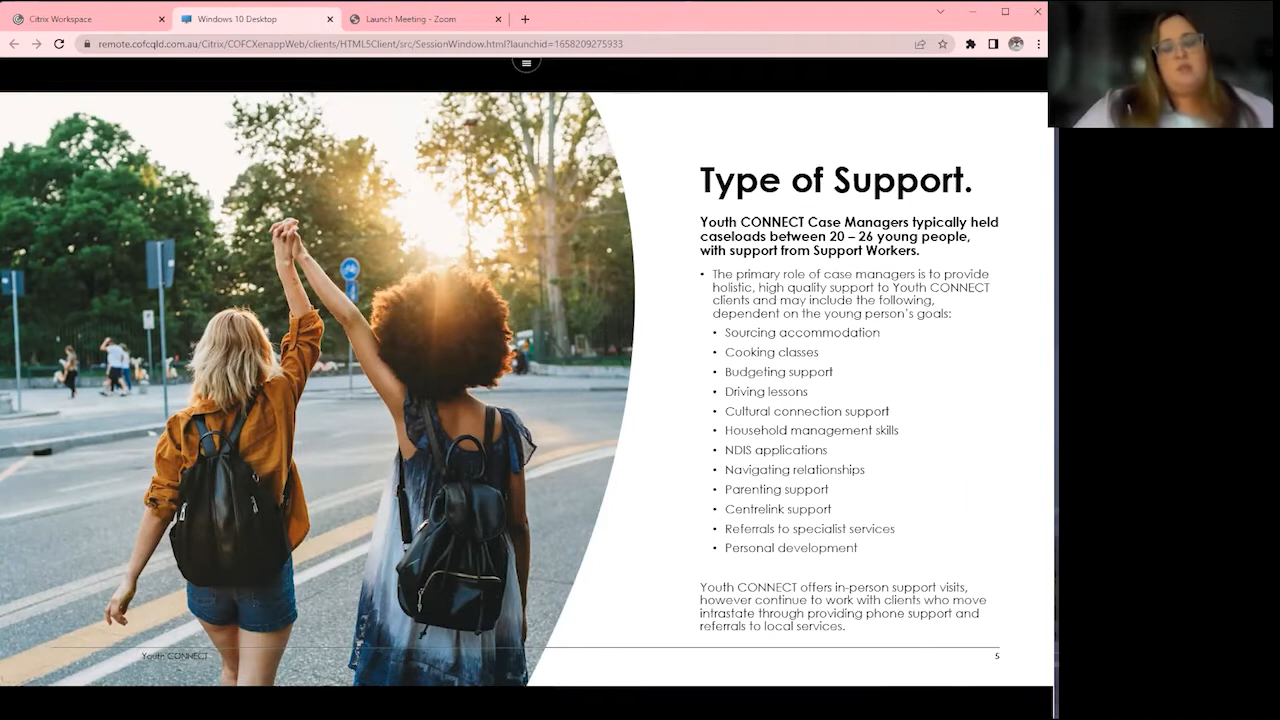 Citrix Workspace
Windows 10 Desktop
Launch Meeting - Zoom
remote.cofcqld.com.au/Citrix/COFCXenappWeb/clients/HTML5Client/src/SessionWindow.html?launchid=1658209275933
Type of Support.
Youth CONNECT Case Managers typically held
caseloads between 20 – 26 young people,
with support from Support Workers.
• The primary role of case managers is to provide
holistic, high quality support to Youth CONNECT
clients and may include the following,
dependent on the young person's goals:
• Sourcing accommodation
• Cooking classes
• Budgeting support
• Driving lessons
• Cultural connection support
• Household management skills
• NDIS applications
• Navigating relationships
• Parenting support
• Centrelink support
• Referrals to specialist services
• Personal development
Youth CONNECT offers in-person support visits,
however continue to work with clients who move
intrastate through providing phone support and
referrals to local services.
Youth CONNECT
5